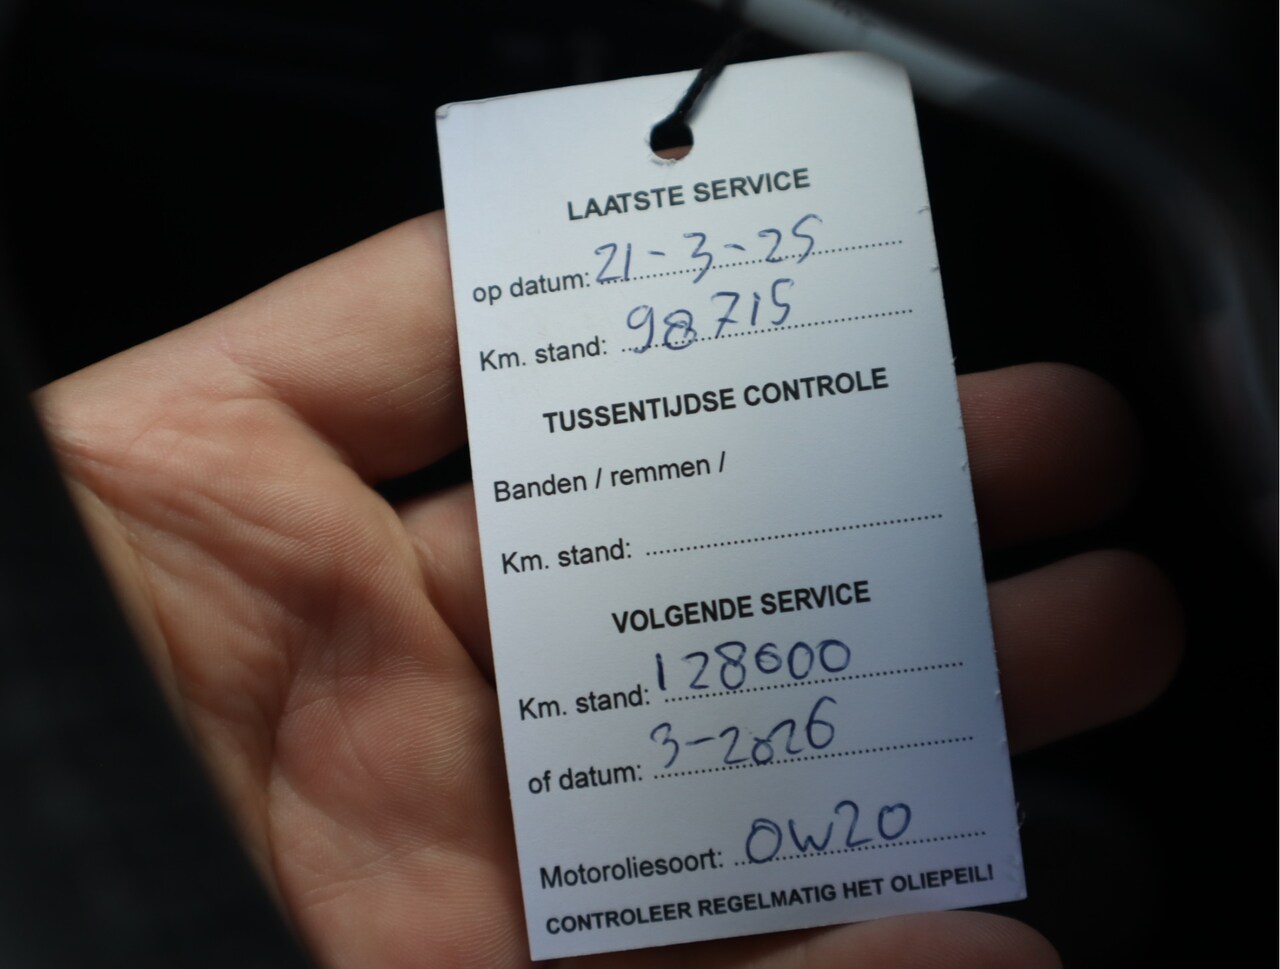 LAATSTE SERVICE
op datum: 21-3-25
Km. stand: 98715
TUSSENTIJDSE CONTROLE
Banden / remmen /
Km. stand:
VOLGENDE SERVICE
Km. stand: 128600
of datum: 3-2026
Motoroliesoort: 0W20
CONTROLEER REGELMATIG HET OLIEPEIL!